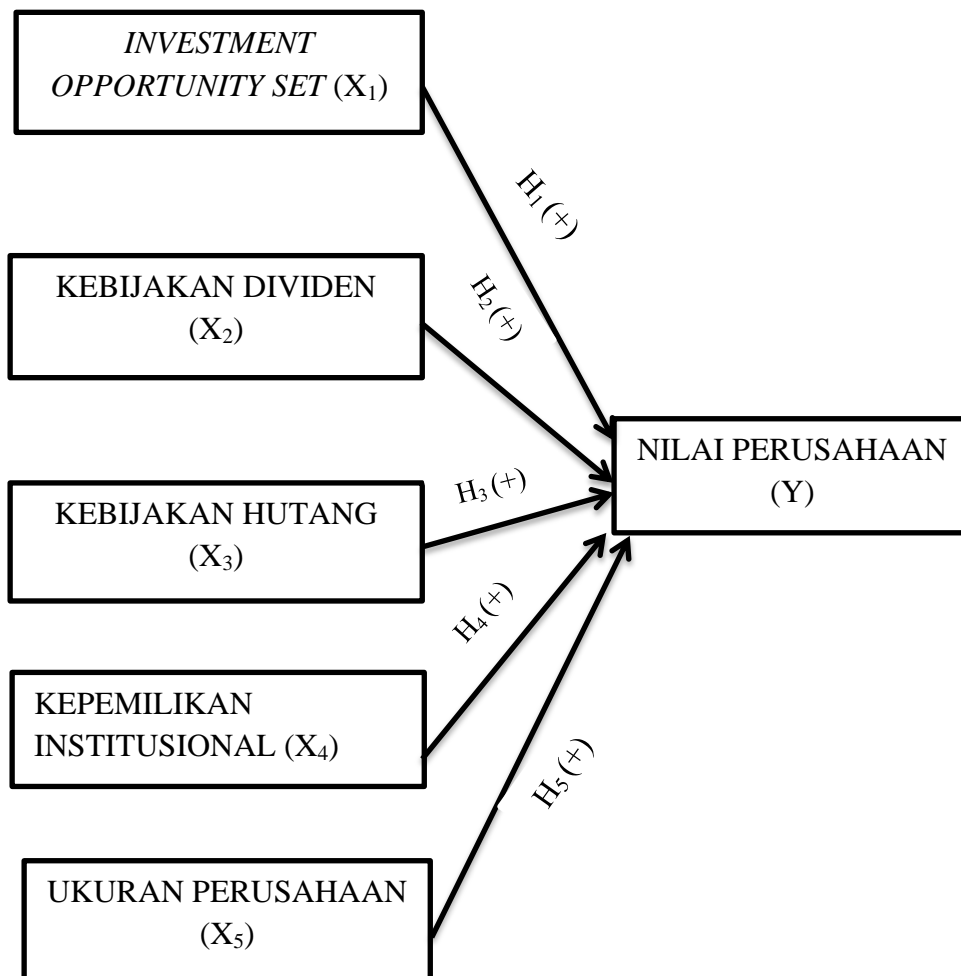 INVESTMENT
OPPORTUNITY SET (X₁)
H₁ (+)
KEBIJAKAN DIVIDEN
(X₂)
H₂ (+)
NILAI PERUSAHAAN
(Y)
KEBIJAKAN HUTANG
(X₃)
H₃ (+)
H₄ (+)
KEPEMILIKAN
INSTITUSIONAL (X₄)
H₅ (+)
UKURAN PERUSAHAAN
(X₅)